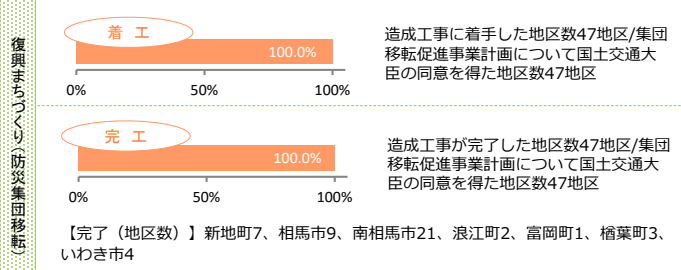 復興まちづくり(防災集団移転)
着 工
100.0%
0% 50% 100%
造成工事に着手した地区数47地区/集団
移転促進事業計画について国土交通大
臣の同意を得た地区数47地区
完 工
100.0%
0% 50% 100%
造成工事が完了した地区数47地区/集団
移転促進事業計画について国土交通大
臣の同意を得た地区数47地区
【完了（地区数）】新地町7、相馬市9、南相馬市21、浪江町2、富岡町1、楢葉町3、
いわき市4